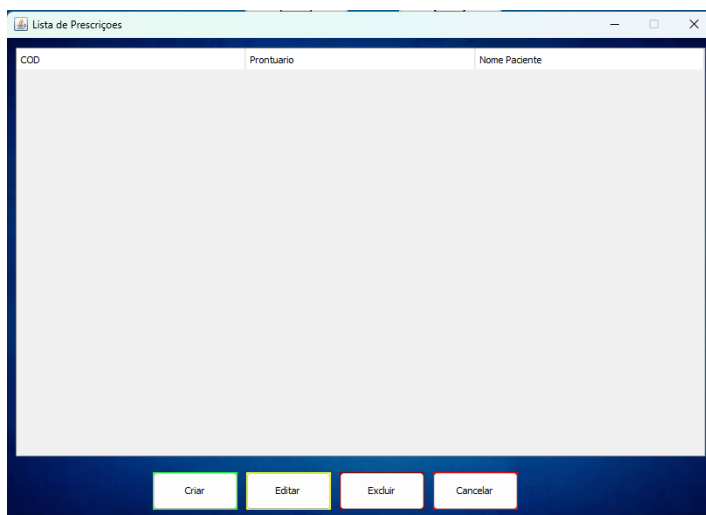 Lista de Prescriçoes
COD Prontuario Nome Paciente
Criar Editar Excluir Cancelar